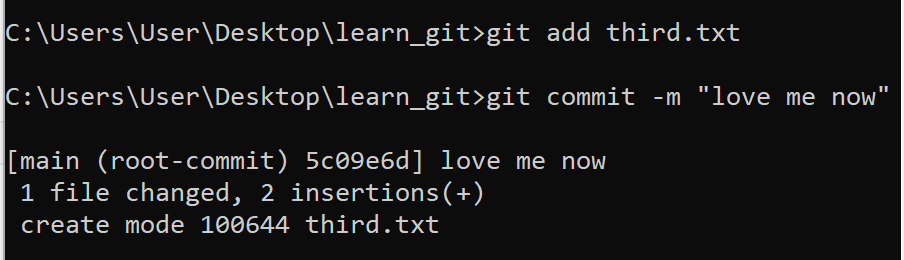 C:\Users\User\Desktop\learn_git>git add third.txt
C:\Users\User\Desktop\learn_git>git commit -m "love me now"
[main (root-commit) 5c09e6d] love me now
 1 file changed, 2 insertions(+)
 create mode 100644 third.txt